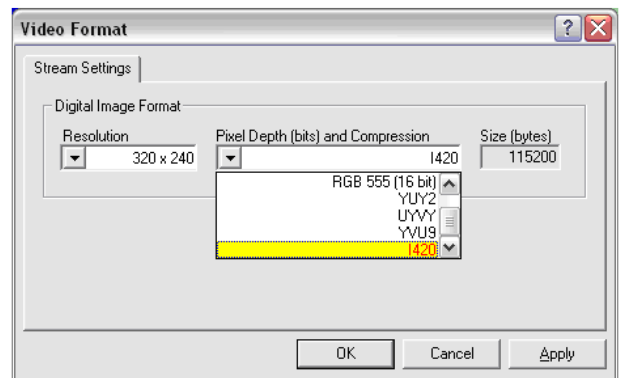 Video Format
Stream Settings
Digital Image Format
Resolution
Pixel Depth (bits) and Compression
Size (bytes)
320 x 240
I420
115200
RGB 555 (16 bit)
YUY2
UYVY
YVU9
I420
OK
Cancel
Apply